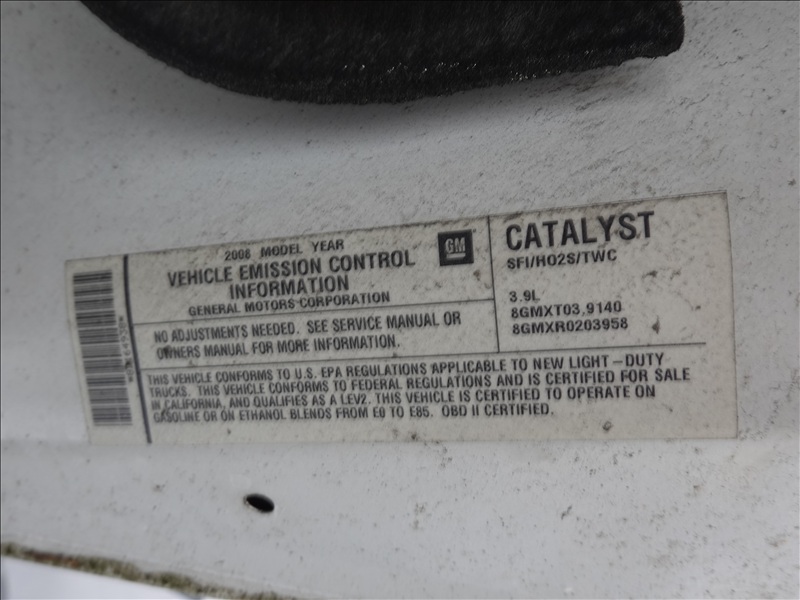 2008 MODEL YEAR
VEHICLE EMISSION CONTROL
INFORMATION
GENERAL MOTORS CORPORATION
GM
NO ADJUSTMENTS NEEDED. SEE SERVICE MANUAL OR
OWNERS MANUAL FOR MORE INFORMATION.
CATALYST
SFI/HO2S/TWC
3.9L
8GMXT03.9140
8GMXR0203958
THIS VEHICLE CONFORMS TO U.S. EPA REGULATIONS APPLICABLE TO NEW LIGHT-DUTY
TRUCKS. THIS VEHICLE CONFORMS TO FEDERAL REGULATIONS AND IS CERTIFIED FOR SALE
IN CALIFORNIA, AND QUALIFIES AS A LEV2. THIS VEHICLE IS CERTIFIED TO OPERATE ON
GASOLINE OR ON ETHANOL BLENDS FROM E0 TO E85. OBD II CERTIFIED.